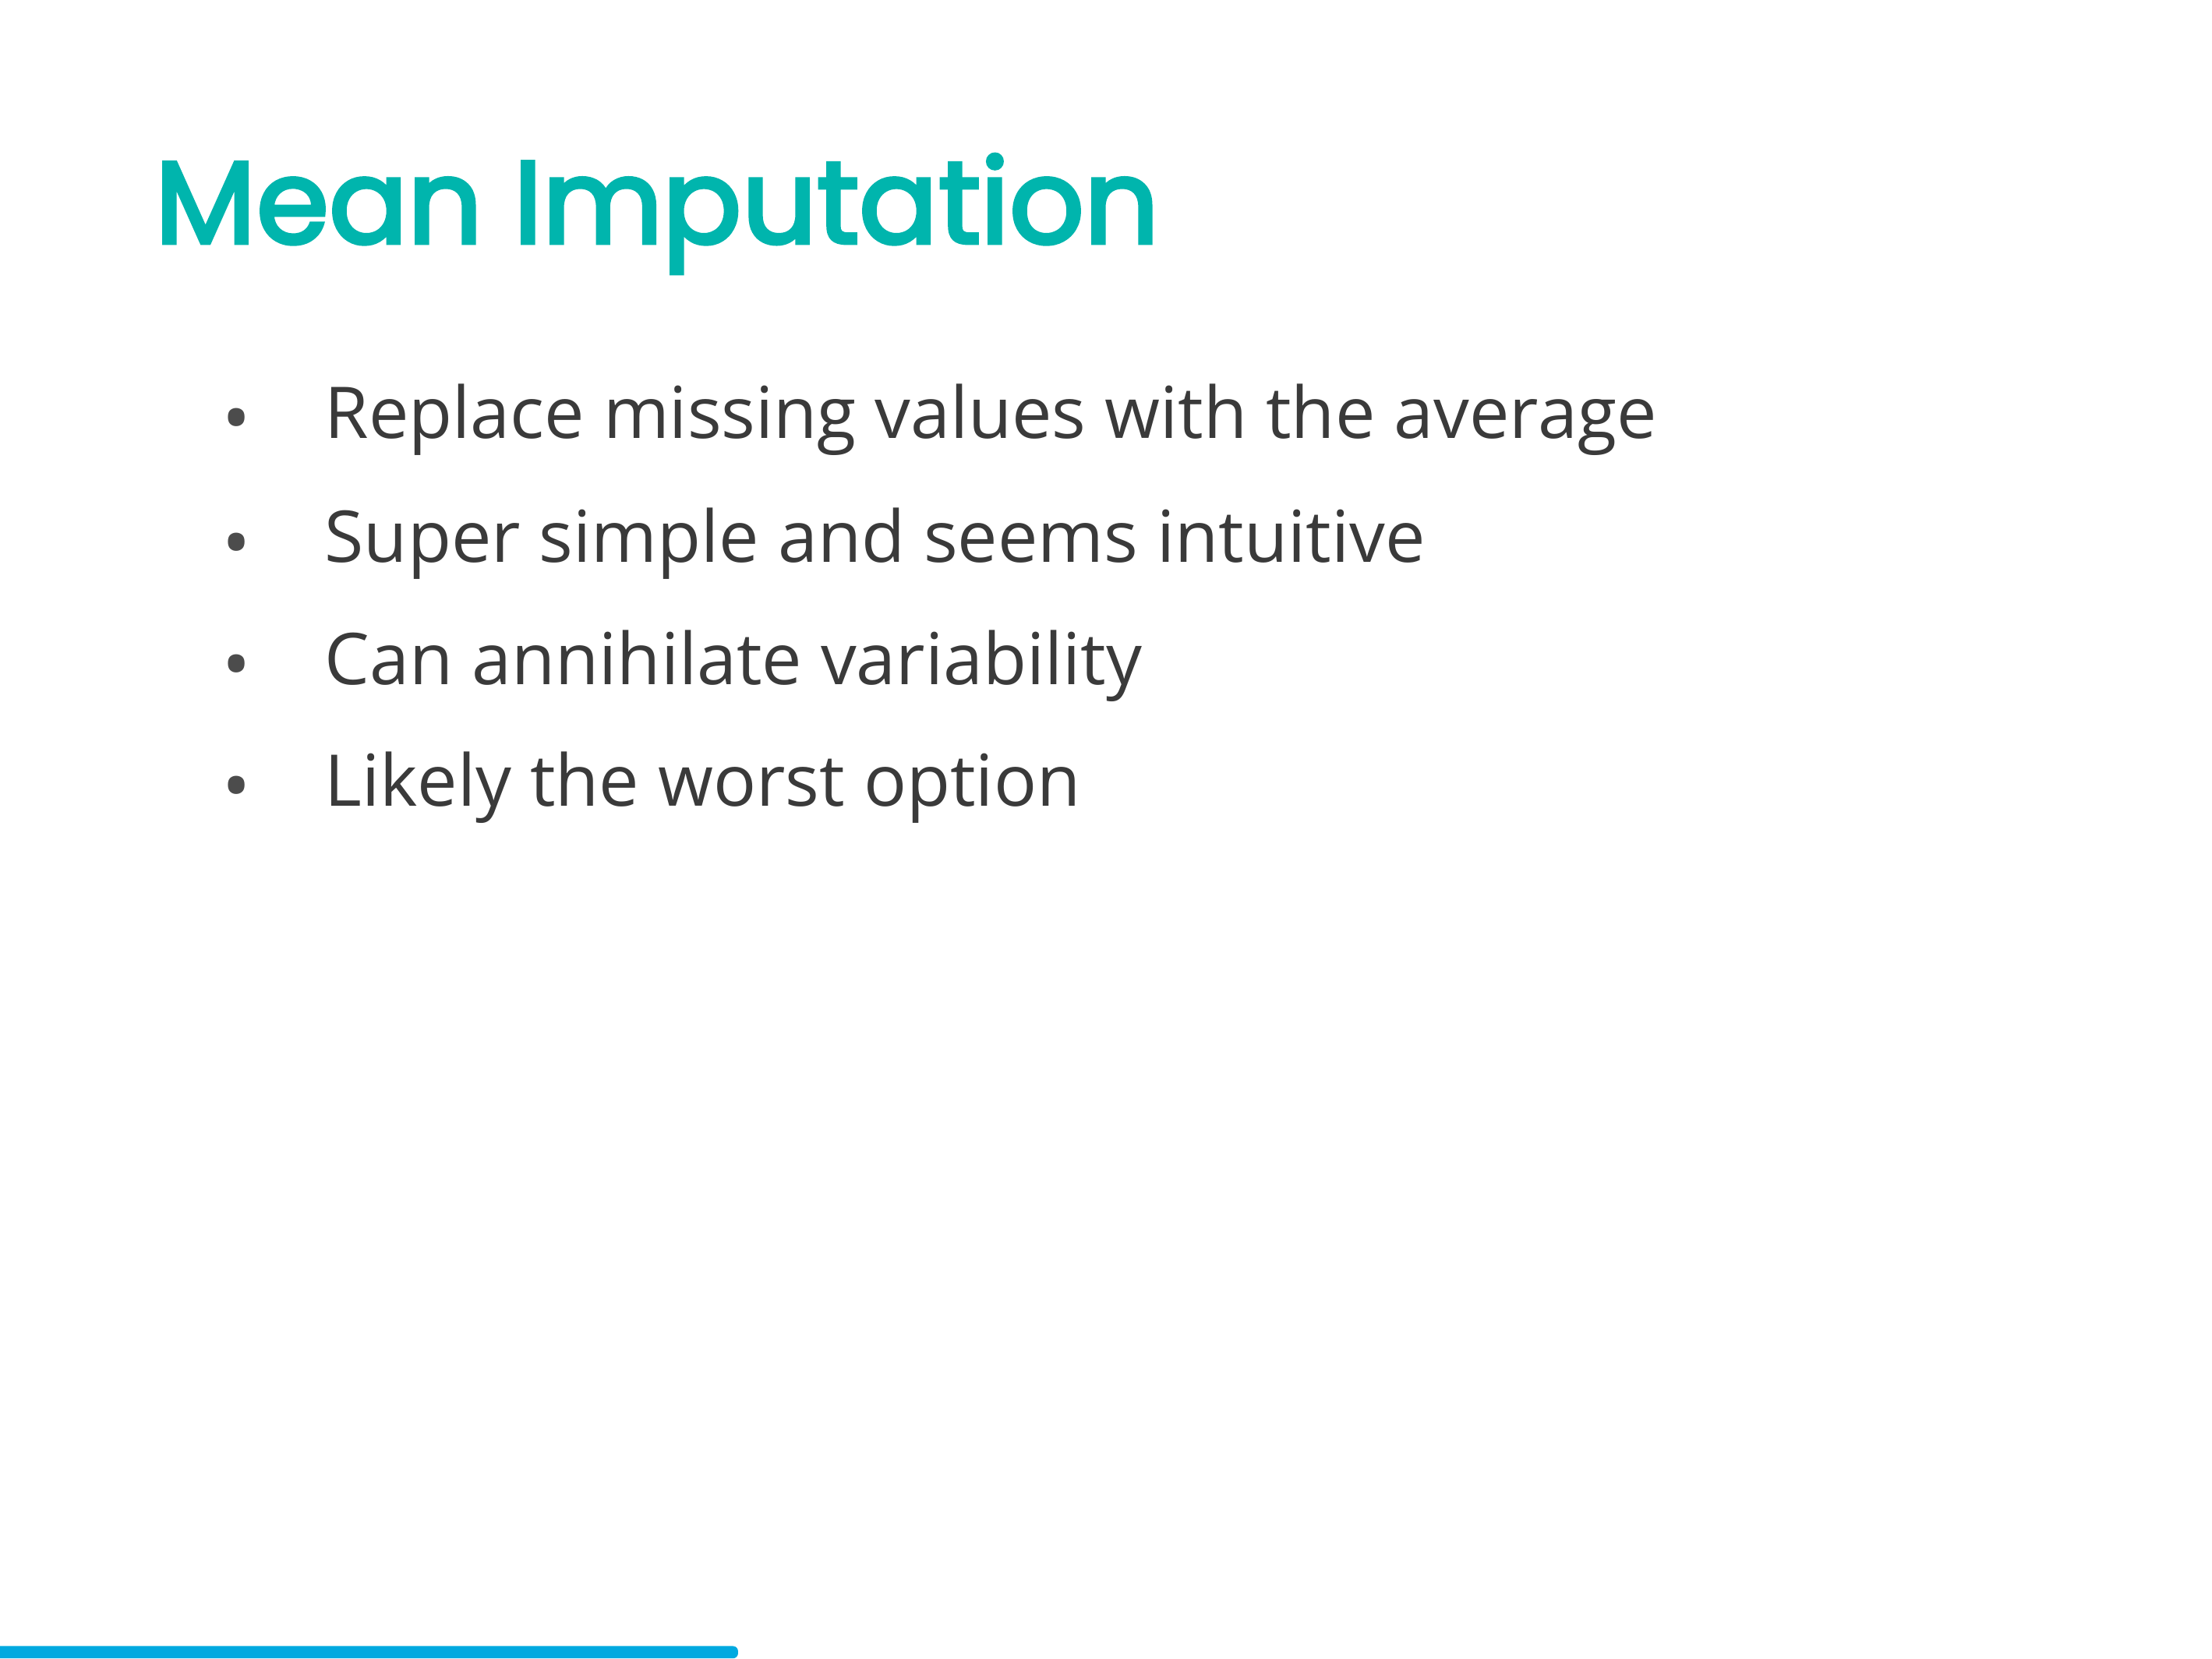 Mean Imputation
• Replace missing values with the average
• Super simple and seems intuitive
• Can annihilate variability
• Likely the worst option